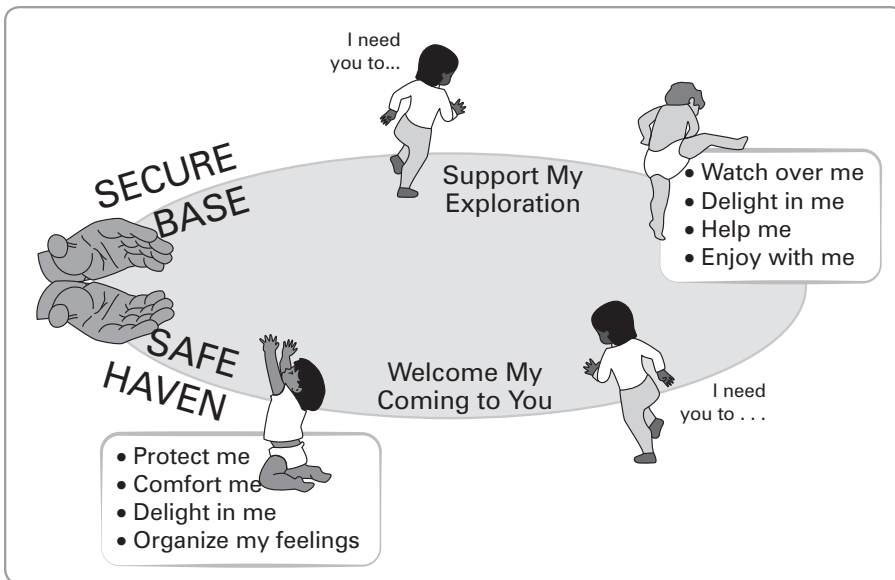 I need
you to...
SECURE
BASE
Support My
Exploration
• Watch over me
• Delight in me
• Help me
• Enjoy with me
SAFE
HAVEN
Welcome My
Coming to You
I need
you to . . .
• Protect me
• Comfort me
• Delight in me
• Organize my feelings